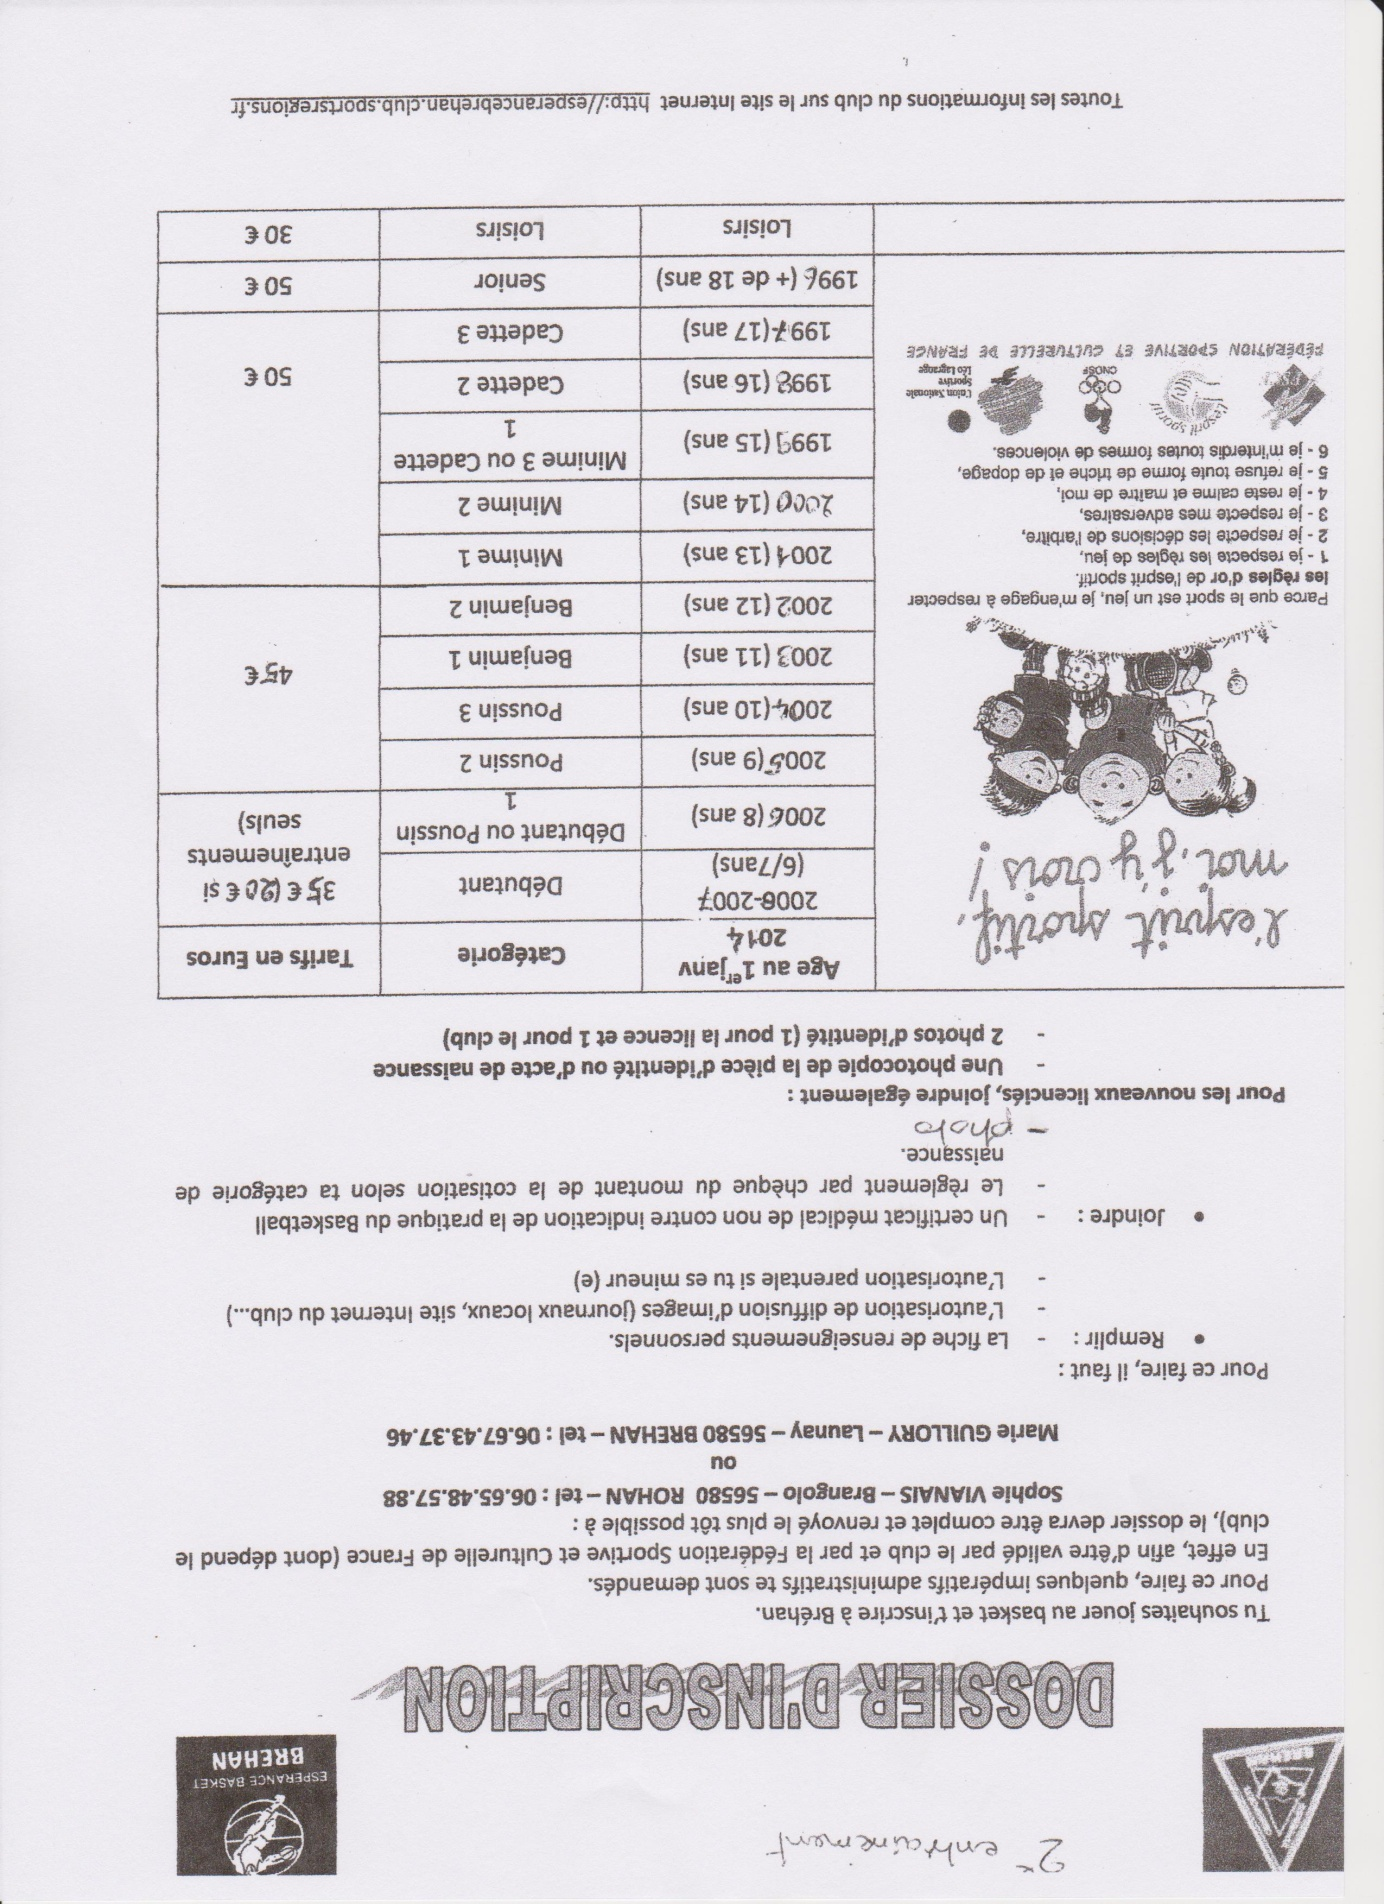 2e entrainement
BREHAN
ESPERANCE BASKET
BREHAN
DOSSIER D'INSCRIPTION
Tu souhaites jouer au basket et t'inscrire à Bréhan.
Pour ce faire, quelques impératifs administratifs te sont demandés.
En effet, afin d'être validé par le club et par la Fédération Sportive et Culturelle de France (dont dépend le
club), le dossier devra être complet et renvoyé le plus tôt possible à :
Sophie VIANAIS – Brangolo – 56580 ROHAN – tel : 06.65.48.57.88
ou
Marie GUILLORY – Launay – 56580 BREHAN – tel : 06.67.43.37.46
Pour ce faire, il faut :
• Remplir : - La fiche de renseignements personnels.
- L'autorisation de diffusion d'images (journaux locaux, site Internet du club...)
- L'autorisation parentale si tu es mineur (e)
• Joindre : - Un certificat médical de non contre indication de la pratique du Basketball
- Le règlement par chèque du montant de la cotisation selon ta catégorie de
naissance.
- photo
Pour les nouveaux licenciés, joindre également :
- Une photocopie de la pièce d'identité ou d'acte de naissance
- 2 photos d'identité (1 pour la licence et 1 pour le club)
l'esprit sportif,
moi, j'y crois !
Parce que le sport est un jeu, je m'engage à respecter
les règles d'or de l'esprit sportif.
1 - je respecte les règles de jeu,
2 - je respecte les décisions de l'arbitre,
3 - je respecte mes adversaires,
4 - je reste calme et maître de moi,
5 - je refuse toute forme de triche et de dopage,
6 - je m'interdis toutes formes de violences.
FSCF
l'esprit sportif
CNOSF
Union Nationale
Sportive
Léo Lagrange
FÉDÉRATION SPORTIVE ET CULTURELLE DE FRANCE
Age au 1er janv
2014
Catégorie
Tarifs en Euros
2006-2007
(6/7ans)
Débutant
35 € (20 € si
entraînements
seuls)
2006 (8 ans)
Débutant ou Poussin
1
2005 (9 ans)
Poussin 2
45 €
2004 (10 ans)
Poussin 3
2003 (11 ans)
Benjamin 1
2002 (12 ans)
Benjamin 2
2001 (13 ans)
Minime 1
50 €
2000 (14 ans)
Minime 2
1999 (15 ans)
Minime 3 ou Cadette
1
1998 (16 ans)
Cadette 2
1997 (17 ans)
Cadette 3
1996 (+ de 18 ans)
Senior
50 €
Loisirs
Loisirs
30 €
Toutes les informations du club sur le site Internet http://esperancebrehan.club.sportsregions.fr